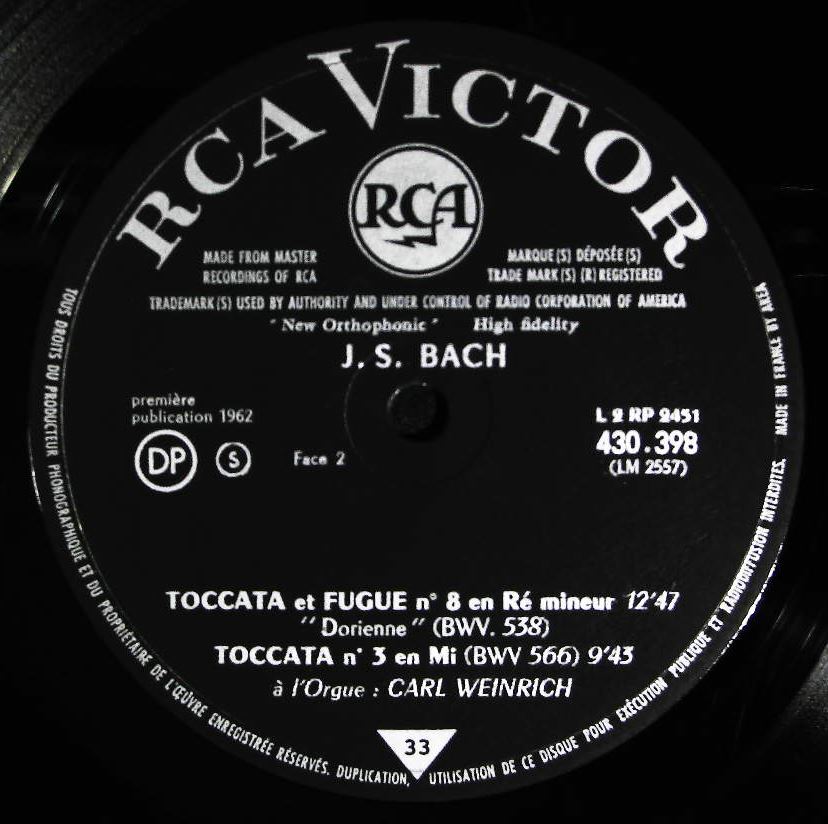 RCA VICTOR
RCA
MADE FROM MASTER
RECORDINGS OF RCA
MARQUE(S) DÉPOSÉE(S)
TRADE MARK(S) (R) REGISTERED
TRADEMARK(S) USED BY AUTHORITY AND UNDER CONTROL OF RADIO CORPORATION OF AMERICA
"New Orthophonic" High fidelity
J. S. BACH
première
publication 1962
DP S Face 2
L 2 RP 9451
430.398
(LM 2557)
TOCCATA et FUGUE n° 8 en Ré mineur 12'47
"Dorienne" (BWV. 538)
TOCCATA n° 3 en Mi (BWV 566) 9'43
à l'Orgue : CARL WEINRICH
33
TOUS DROITS DU PRODUCTEUR PHONOGRAPHIQUE ET DU PROPRIÉTAIRE DE L'ŒUVRE ENREGISTRÉE RÉSERVÉS. DUPLICATION, UTILISATION DE CE DISQUE POUR EXÉCUTION PUBLIQUE ET RADIODIFFUSION INTERDITES. MADE IN FRANCE BY AREA